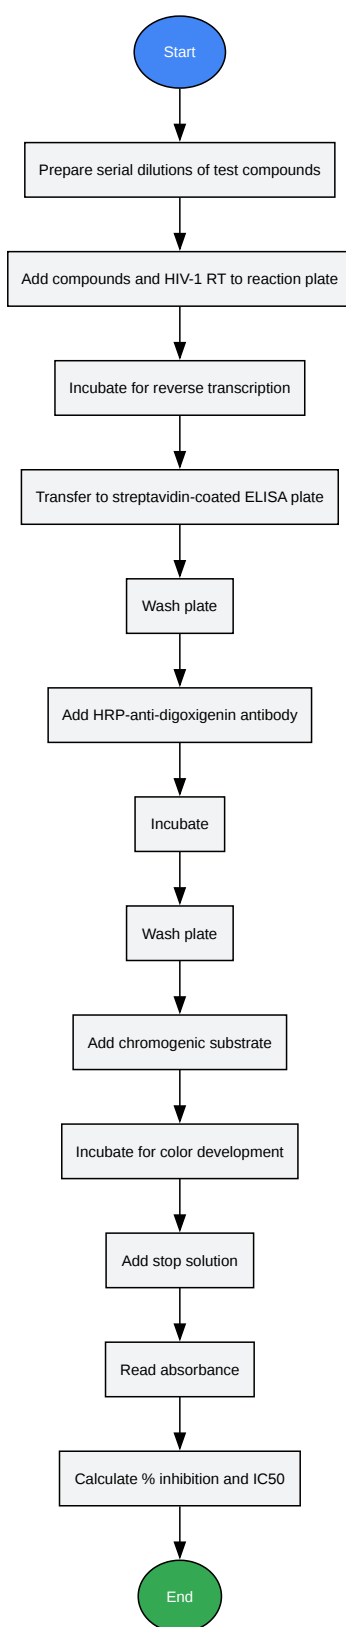 Start
Prepare serial dilutions of test compounds
Add compounds and HIV-1 RT to reaction plate
Incubate for reverse transcription
Transfer to streptavidin-coated ELISA plate
Wash plate
Add HRP-anti-digoxigenin antibody
Incubate
Wash plate
Add chromogenic substrate
Incubate for color development
Add stop solution
Read absorbance
Calculate % inhibition and IC50
End